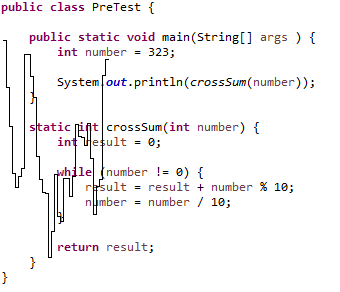 public class PreTest {
public static void main(String[] args ) {
int number = 323;
System.out.println(crossSum(number));
}
static int crossSum(int number) {
int result = 0;
while (number != 0) {
result = result + number % 10;
number = number / 10;
}
return result;
}
}